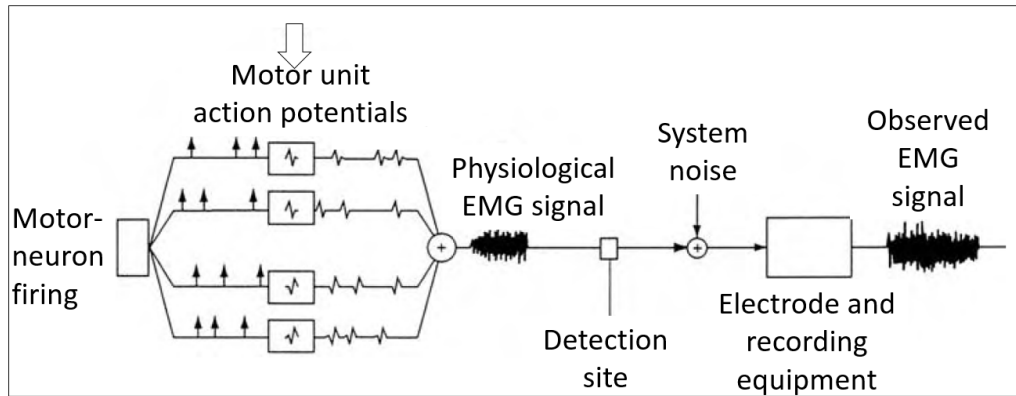 Motor unit
action potentials
Motor-
neuron
firing
Physiological
EMG signal
Detection
site
System
noise
Electrode and
recording
equipment
Observed
EMG
signal